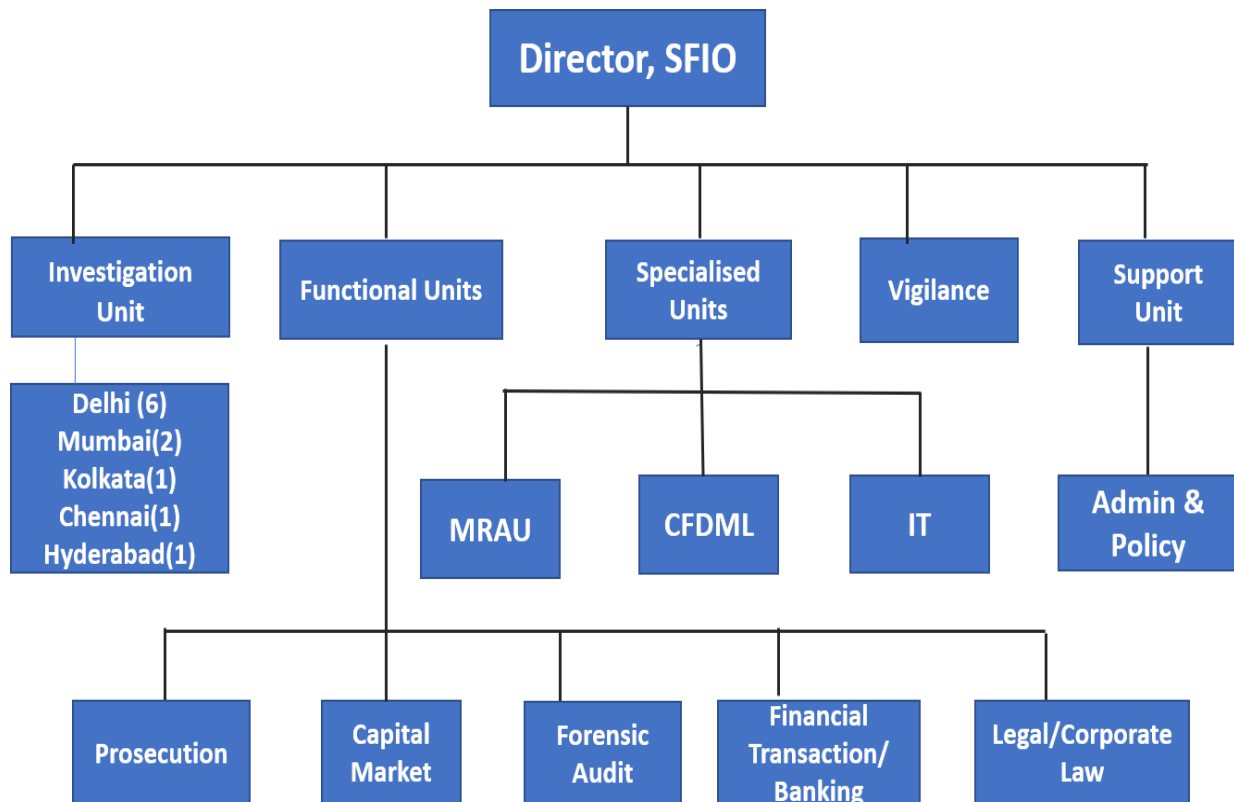 Director, SFIO
Investigation
Unit
Functional Units
Specialised
Units
Vigilance
Support
Unit
Delhi (6)
Mumbai(2)
Kolkata(1)
Chennai(1)
Hyderabad(1)
MRAU
CFDML
IT
Admin &
Policy
Prosecution
Capital
Market
Forensic
Audit
Financial
Transaction/
Banking
Legal/Corporate
Law